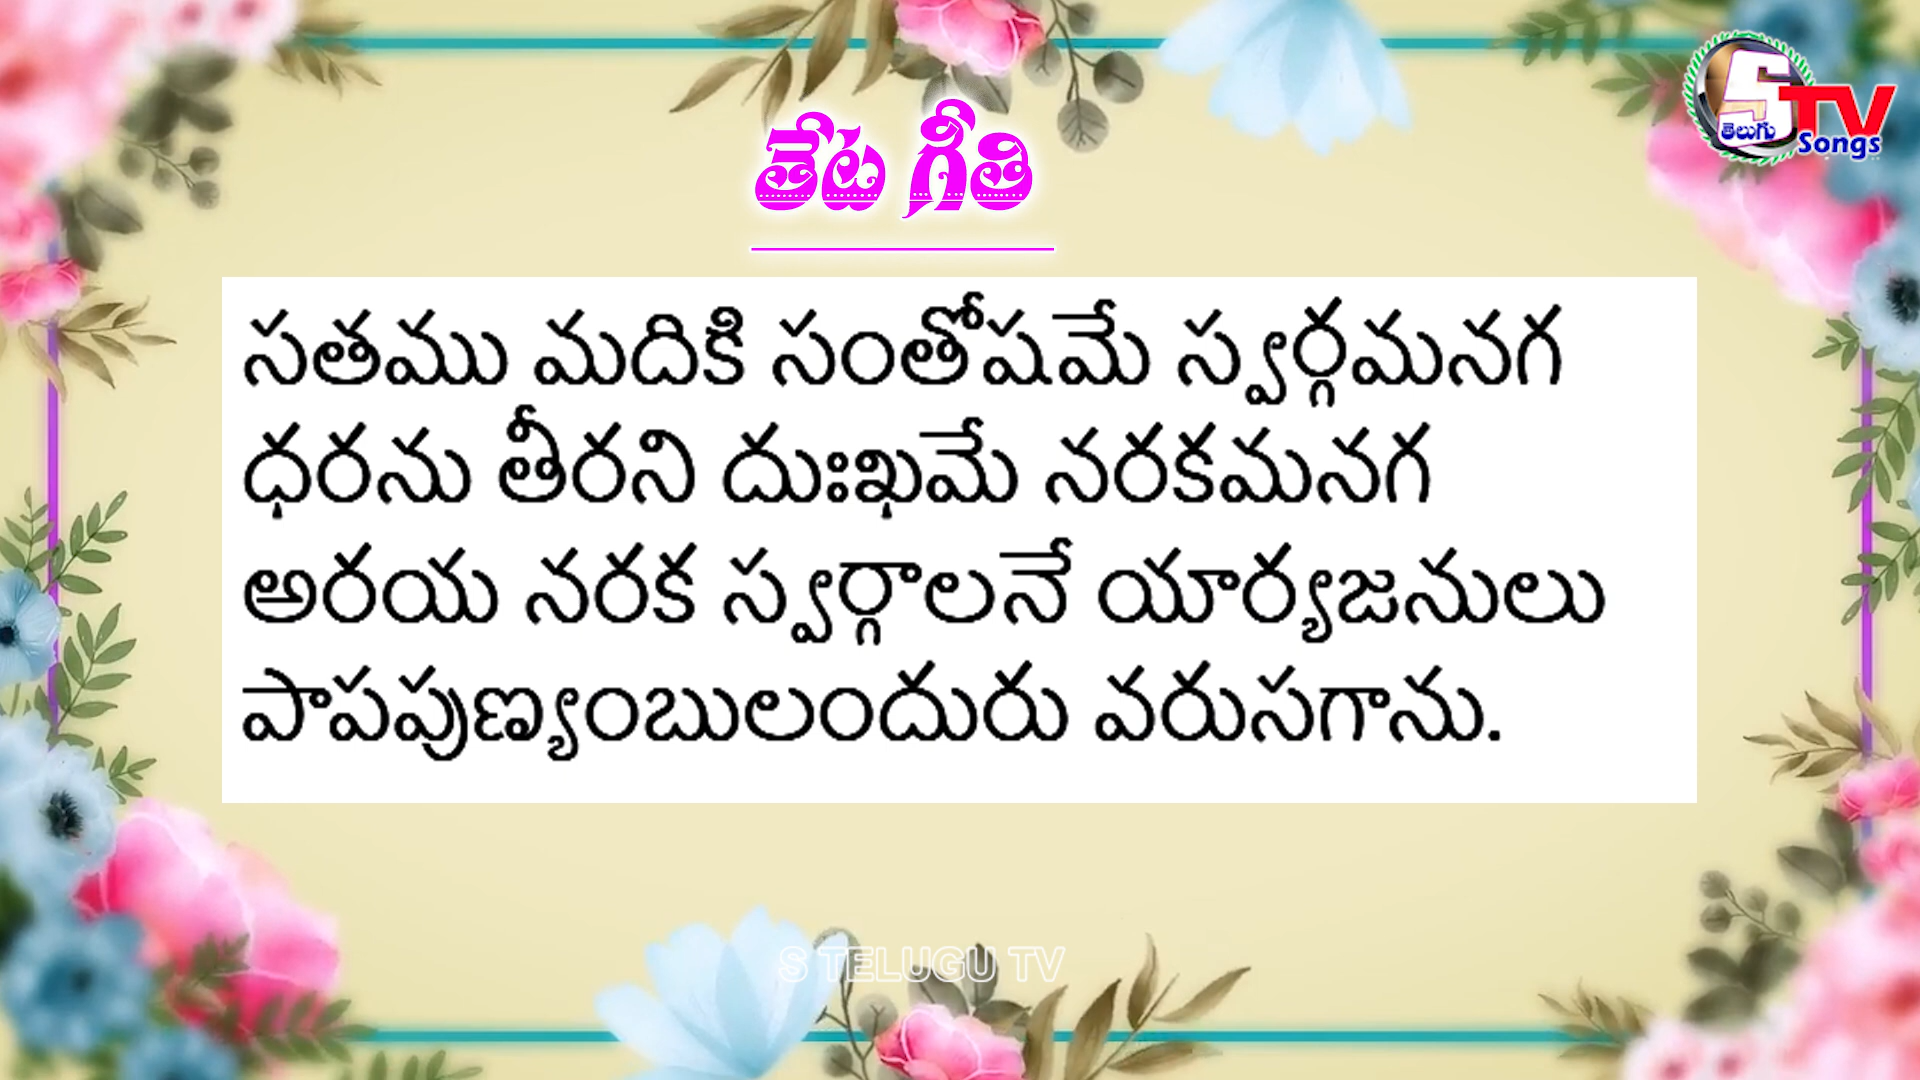 తేట గీతి
S తెలుగు TV Songs
సతము మదికి సంతోషమే స్వర్గమనగ
ధరను తీరని దుఃఖమే నరకమనగ
అరయ నరక స్వర్గాలనే యార్యజనులు
పాపపుణ్యంబులందురు వరుసగాను.
S TELUGU TV